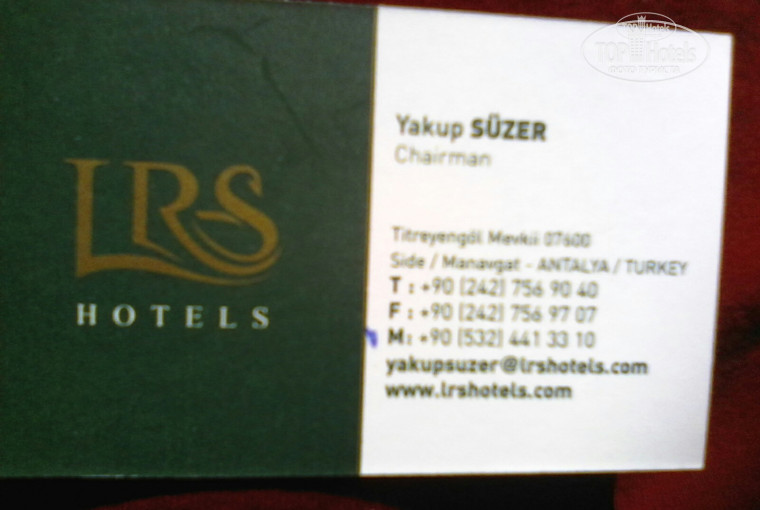 LRS
HOTELS
Yakup SÜZER
Chairman
Titreyengöl Mevkii 07600
Side / Manavgat - ANTALYA / TURKEY
T : +90 (242) 756 90 40
F : +90 (242) 756 97 07
M: +90 (532) 441 33 10
yakupsuzer@lrshotels.com
www.lrshotels.com
TOP Hotels